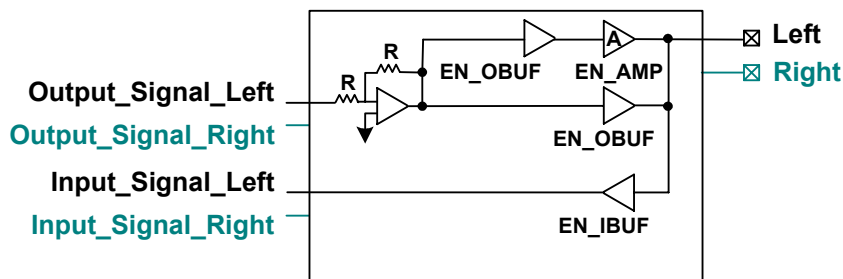 R
R
A
Left
EN_OBUF
EN_AMP
Right
Output_Signal_Left
Output_Signal_Right
EN_OBUF
Input_Signal_Left
Input_Signal_Right
EN_IBUF